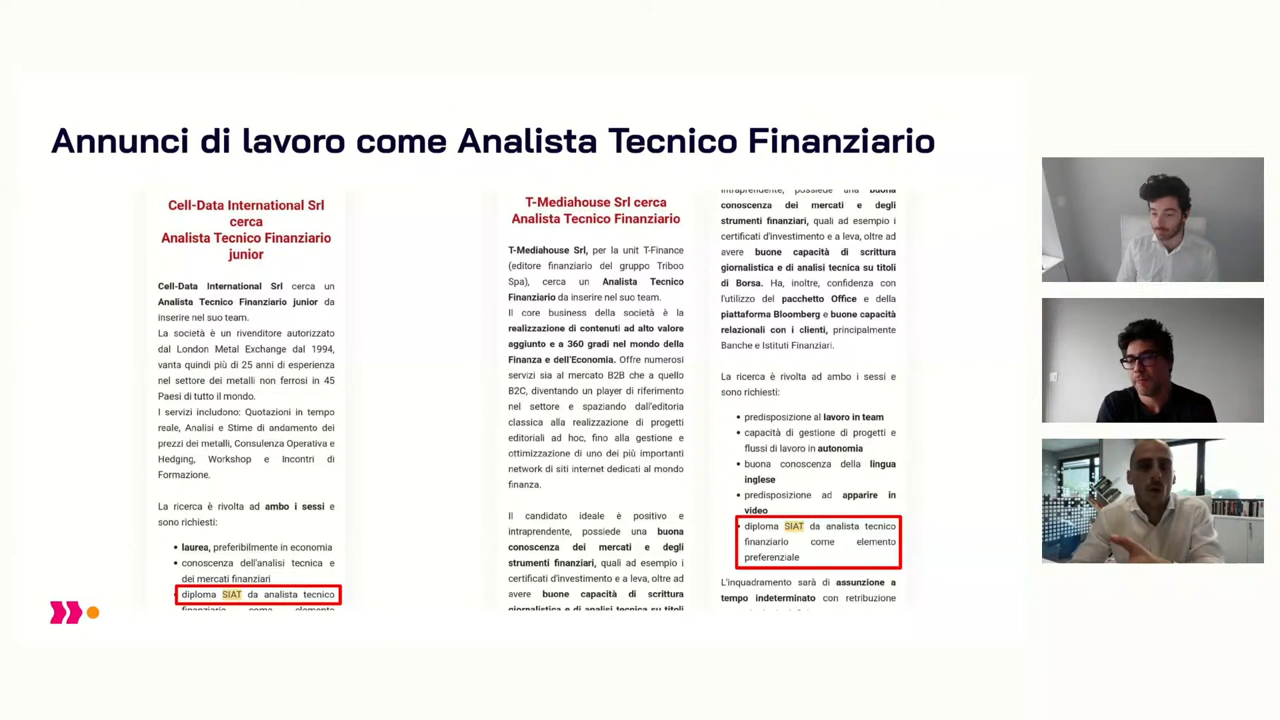 Annunci di lavoro come Analista Tecnico Finanziario
Cell-Data International Srl
cerca
Analista Tecnico Finanziario
junior
Cell-Data International Srl cerca un
Analista Tecnico Finanziario junior da
inserire nel suo team.
La società è un rivenditore autorizzato
dal London Metal Exchange dal 1994,
vanta quindi più di 25 anni di esperienza
nel settore dei metalli non ferrosi in 45
Paesi di tutto il mondo.
I servizi includono: Quotazioni in tempo
reale, Analisi e Stime di andamento dei
prezzi dei metalli, Consulenza Operativa e
Hedging, Workshop e Incontri di
Formazione.
La ricerca è rivolta ad ambo i sessi e
sono richiesti:
• laurea, preferibilmente in economia
• conoscenza dell'analisi tecnica e
dei mercati finanziari
• diploma SIAT da analista tecnico
finanziario come elemento
T-Mediahouse Srl cerca
Analista Tecnico Finanziario
T-Mediahouse Srl, per la unit T-Finance
(editore finanziario del gruppo Triboo
Spa), cerca un Analista Tecnico
Finanziario da inserire nel suo team.
Il core business della società è la
realizzazione di contenuti ad alto valore
aggiunto e a 360 gradi nel mondo della
Finanza e dell'Economia. Offre numerosi
servizi sia al mercato B2B che a quello
B2C, diventando un player di riferimento
nel settore e spaziando dall'editoria
classica alla realizzazione di progetti
editoriali ad hoc, fino alla gestione e
ottimizzazione di uno dei più importanti
network di siti internet dedicati al mondo
finanza.
Il candidato ideale è positivo e
intraprendente, possiede una buona
conoscenza dei mercati e degli
strumenti finanziari, quali ad esempio i
certificati d'investimento e a leva, oltre ad
avere buone capacità di scrittura
giornalistica e di analisi tecnica su titoli
intraprendente, possiede una buona
conoscenza dei mercati e degli
strumenti finanziari, quali ad esempio i
certificati d'investimento e a leva, oltre ad
avere buone capacità di scrittura
giornalistica e di analisi tecnica su titoli
di Borsa. Ha, inoltre, confidenza con
l'utilizzo del pacchetto Office e della
piattaforma Bloomberg e buone capacità
relazionali con i clienti, principalmente
Banche e Istituti Finanziari.
La ricerca è rivolta ad ambo i sessi e
sono richiesti:
• predisposizione al lavoro in team
• capacità di gestione di progetti e
flussi di lavoro in autonomia
• buona conoscenza della lingua
inglese
• predisposizione ad apparire in
video
• diploma SIAT da analista tecnico
finanziario come elemento
preferenziale
L'inquadramento sarà di assunzione a
tempo indeterminato con retribuzione